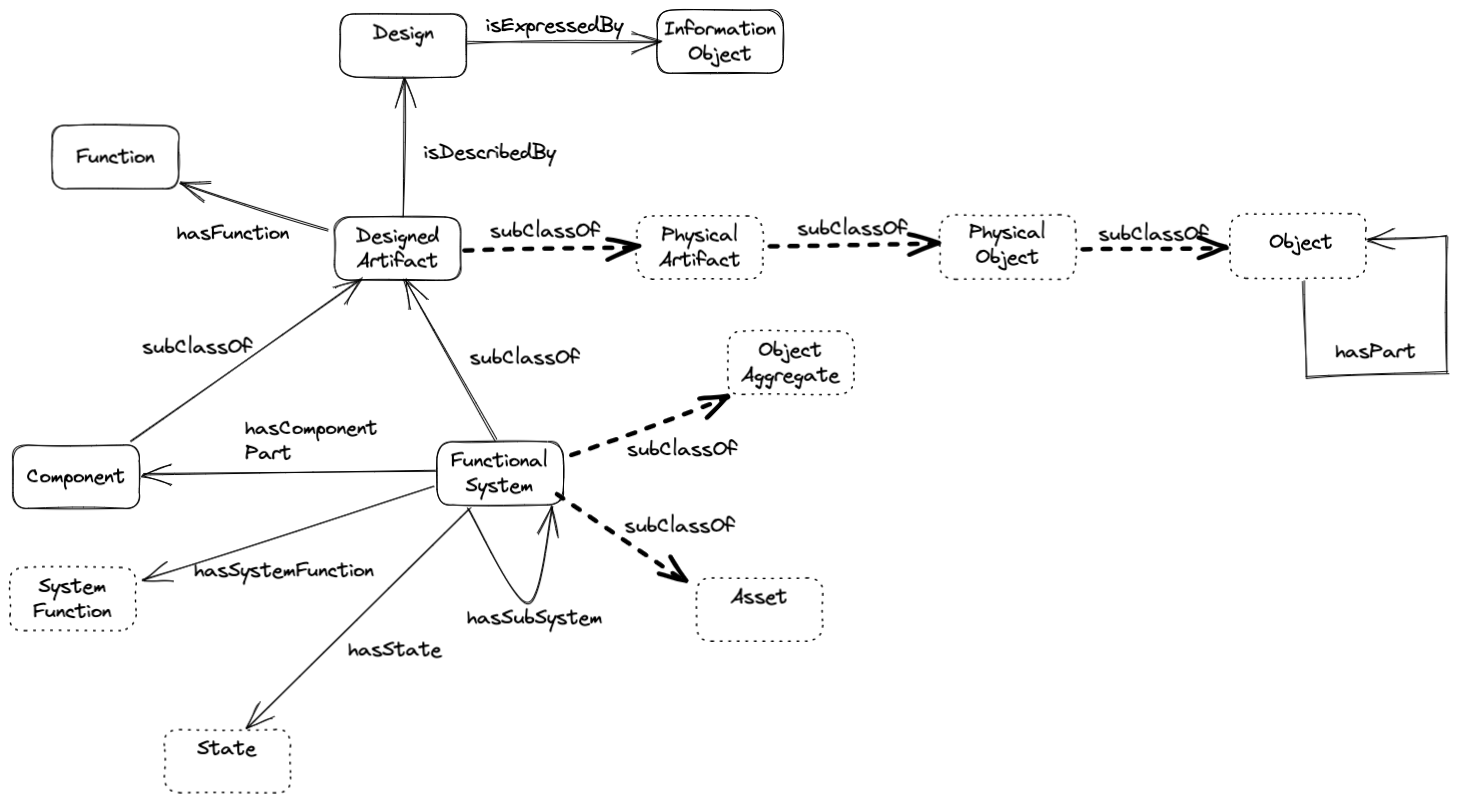 Design
isExpressedBy
Information
Object
Function
isDescribedBy
hasFunction
Designed
Artifact
subClassOf
Physical
Artifact
subClassOf
Physical
Object
subClassOf
Object
hasPart
subClassOf
subClassOf
Object
Aggregate
hasComponent
Part
subClassOf
Component
Functional
System
subClassOf
System
Function
hasSystemFunction
hasSubSystem
Asset
hasState
State